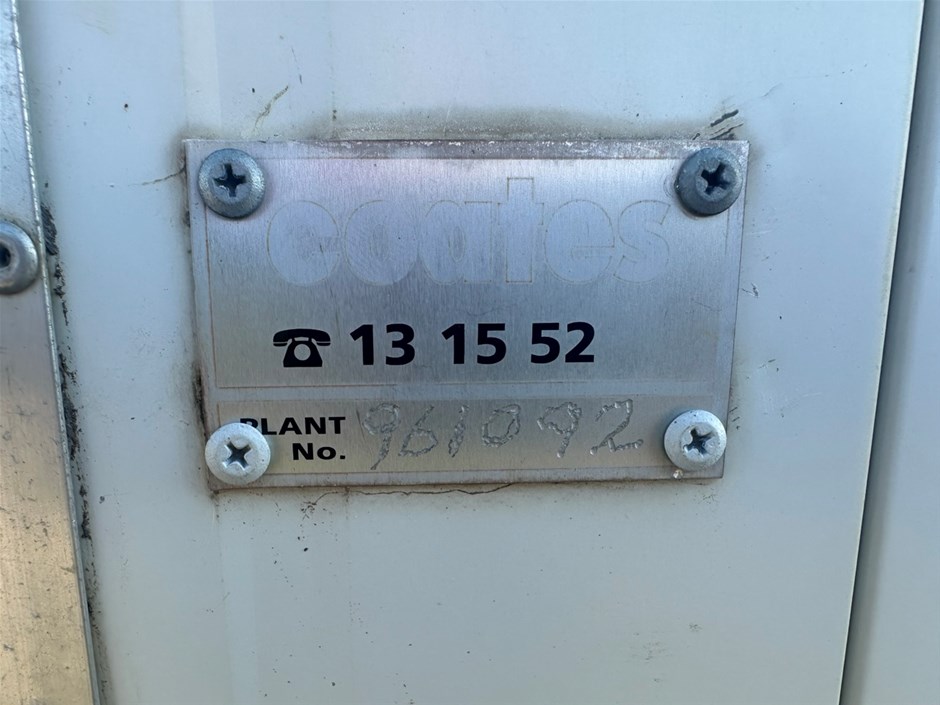 coates
☎ 13 15 52
PLANT 961092
No.